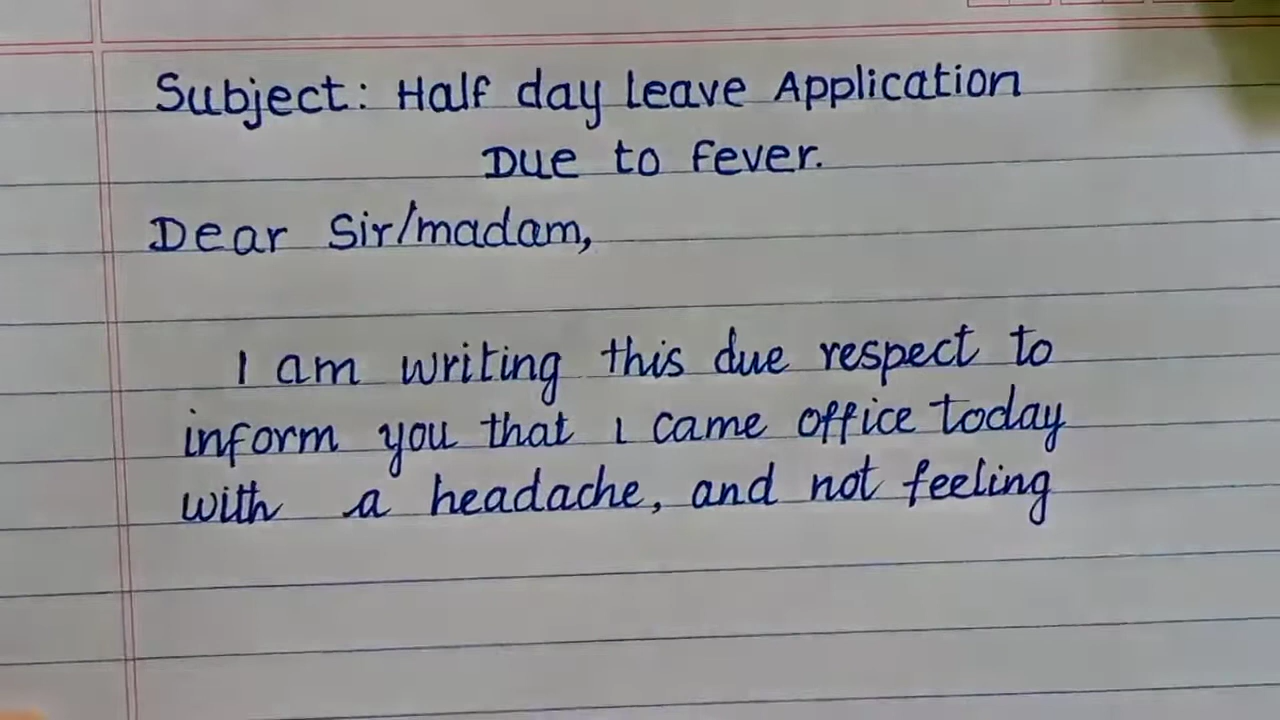 Subject: Half day leave Application
Due to fever.
Dear Sir/madam,
I am writing this due respect to
inform you that i came office today
with a headache, and not feeling